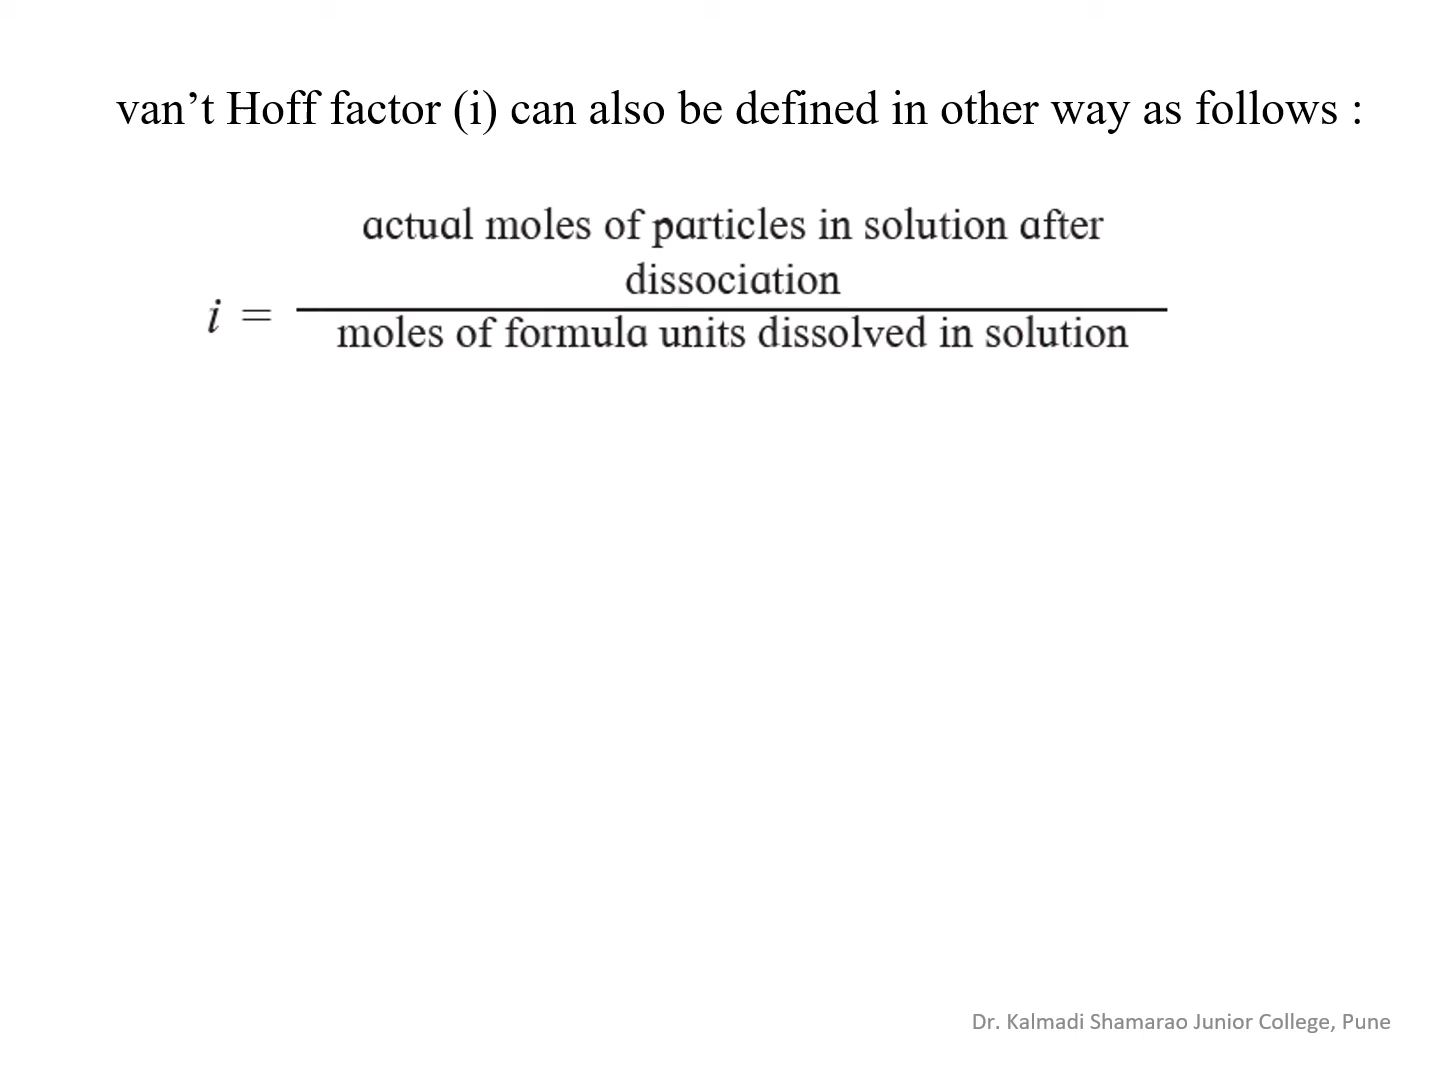 van’t Hoff factor (i) can also be defined in other way as follows :
actual moles of particles in solution after
dissociation
i =
moles of formula units dissolved in solution
Dr. Kalmadi Shamarao Junior College, Pune